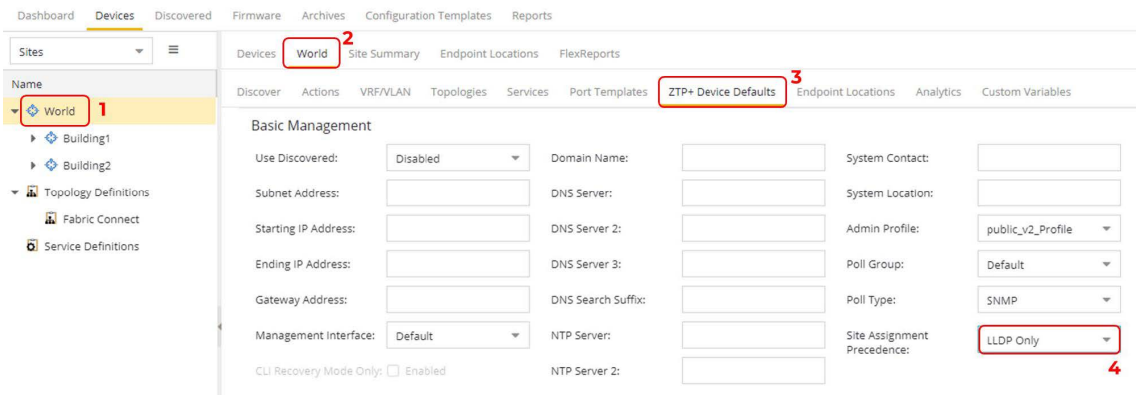 Dashboard Devices Discovered Firmware Archives Configuration Templates Reports
Sites
Name
World 1
Building1
Building2
Topology Definitions
Fabric Connect
Service Definitions
Devices World 2 Site Summary Endpoint Locations FlexReports
Discover Actions VRF/VLAN Topologies Services Port Templates ZTP+ Device Defaults 3 Endpoint Locations Analytics Custom Variables
Basic Management
Use Discovered: Disabled Domain Name: System Contact:
Subnet Address: DNS Server: System Location:
Starting IP Address: DNS Server 2: Admin Profile: public_v2_Profile
Ending IP Address: DNS Server 3: Poll Group: Default
Gateway Address: DNS Search Suffix: Poll Type: SNMP
Management Interface: Default NTP Server: Site Assignment Precedence: LLDP Only 4
CLI Recovery Mode Only: Enabled NTP Server 2: